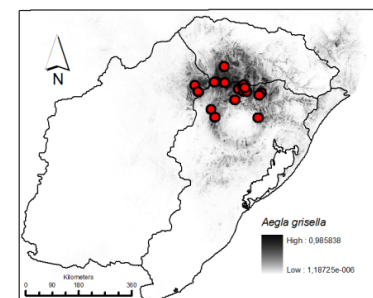 N
Aegla grisella
High : 0,985838
Low : 1,18725e-006
Kilometers
0 90 180 360